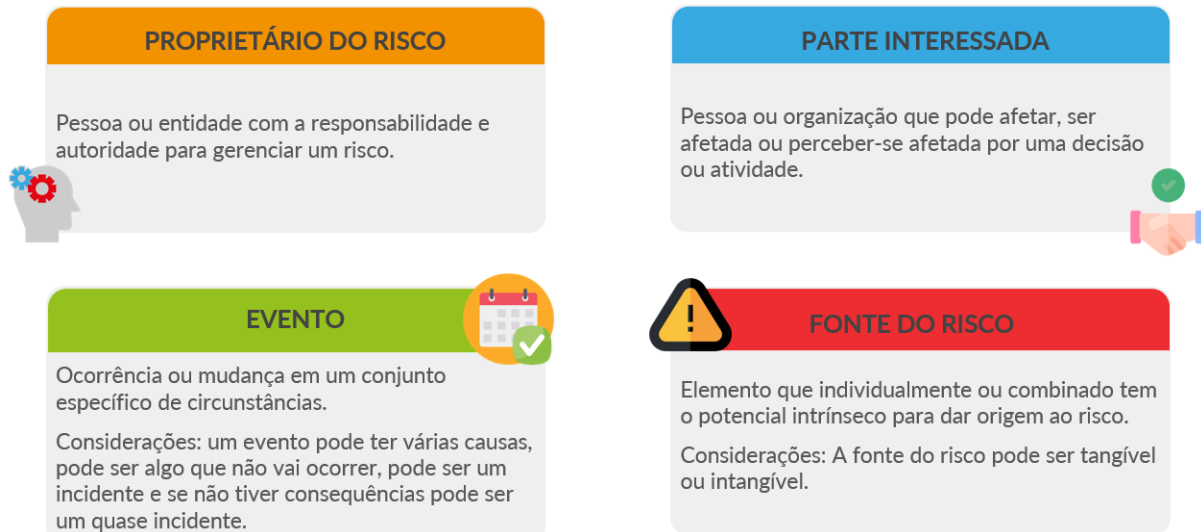 PROPRIETÁRIO DO RISCO
Pessoa ou entidade com a responsabilidade e
autoridade para gerenciar um risco.
PARTE INTERESSADA
Pessoa ou organização que pode afetar, ser
afetada ou perceber-se afetada por uma decisão
ou atividade.
EVENTO
Ocorrência ou mudança em um conjunto
específico de circunstâncias.
Considerações: um evento pode ter várias causas,
pode ser algo que não vai ocorrer, pode ser um
incidente e se não tiver consequências pode ser
um quase incidente.
FONTE DO RISCO
Elemento que individualmente ou combinado tem
o potencial intrínseco para dar origem ao risco.
Considerações: A fonte do risco pode ser tangível
ou intangível.